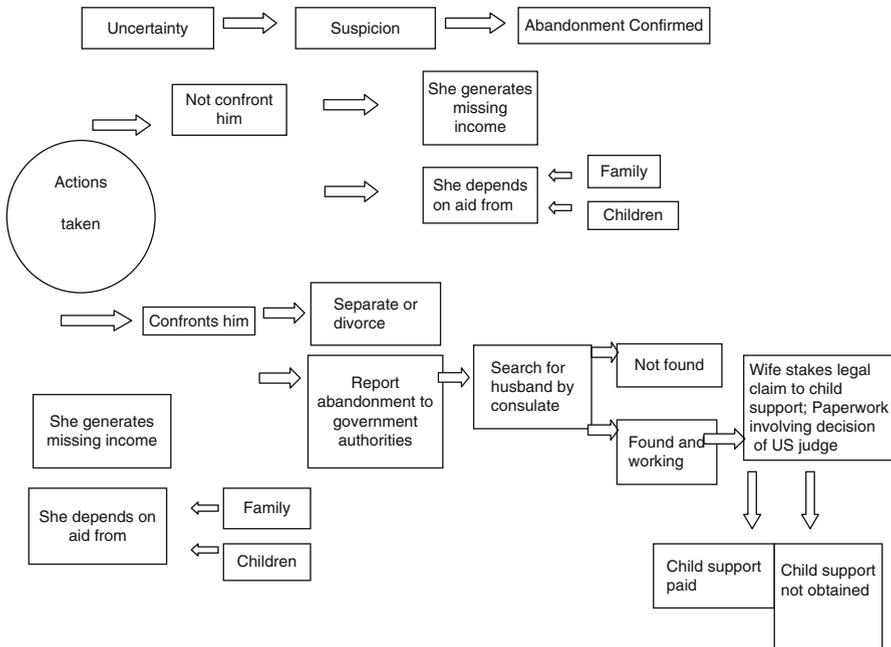 Uncertainty
Suspicion
Abandonment Confirmed
Not confront
him
She generates
missing
income
Actions
taken
She depends
on aid from
Family
Children
Confronts him
Separate or
divorce
Report
abandonment to
government
authorities
Search for
husband by
consulate
Not found
Found and
working
Wife stakes legal
claim to child
support; Paperwork
involving decision
of US judge
She generates
missing income
She depends on
aid from
Family
Children
Child support
paid
Child support
not obtained